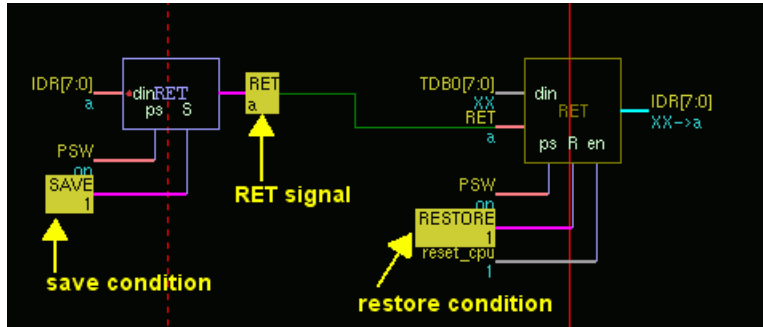 IDR[7:0]
a
din RET
ps S
PSW
on
SAVE
1
save condition
RET
a
RET signal
TDBO[7:0]
XX
RET
a
din
RET
ps R en
IDR[7:0]
XX->a
PSW
on
RESTORE
1
reset_cpu
1
restore condition